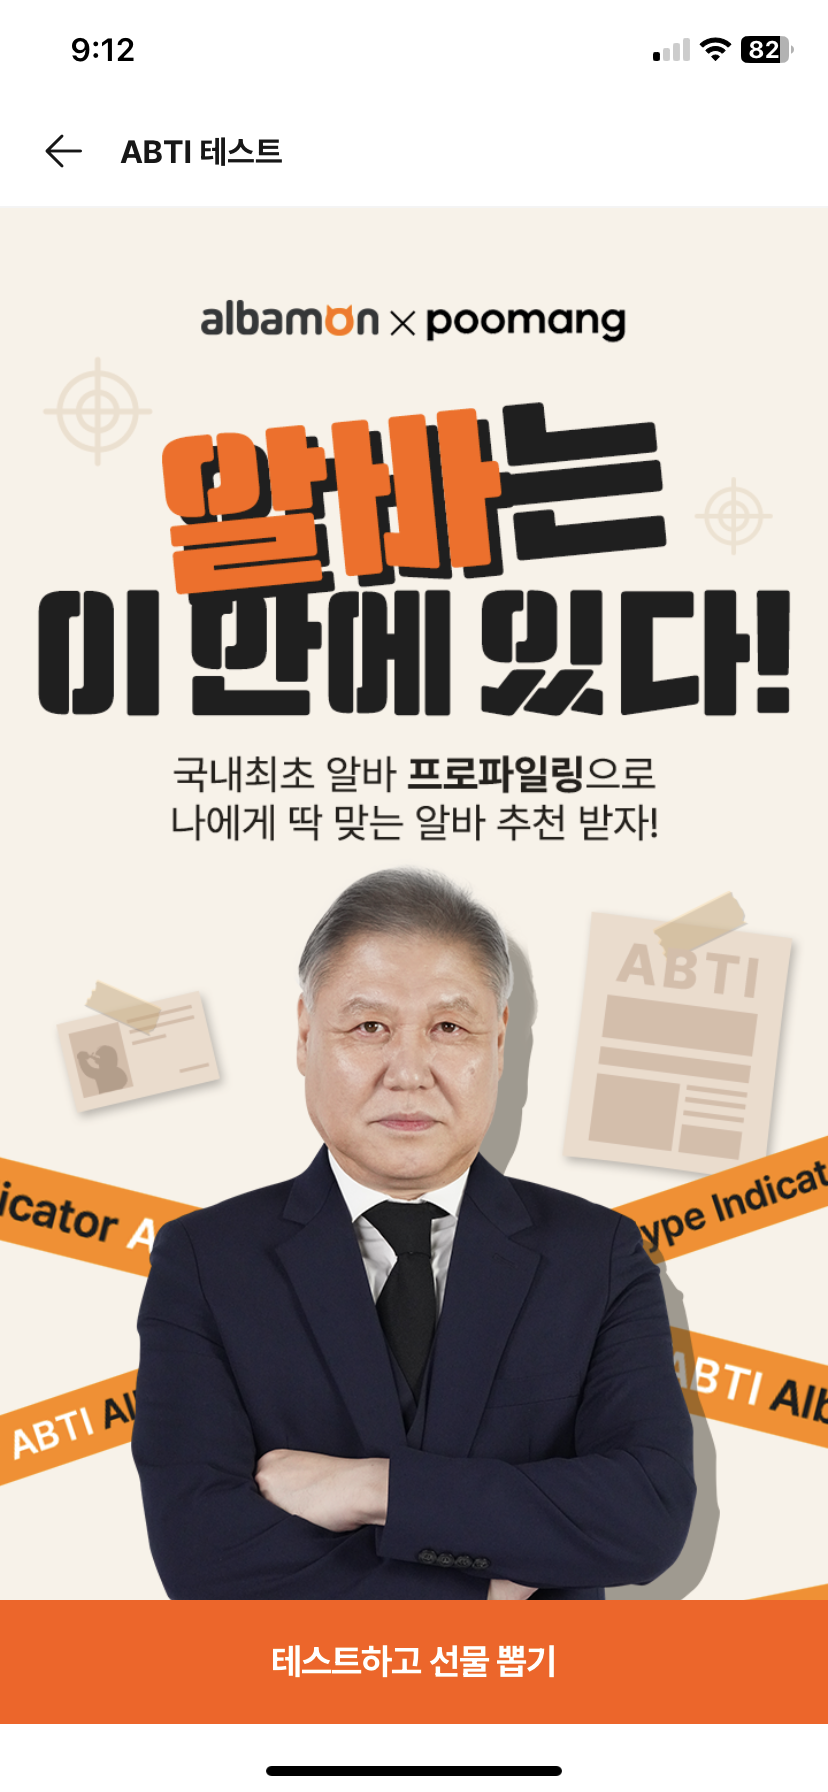 9:12
82
ABTI 테스트
albamon × poomang
알바는
이 안에 있다!
국내최초 알바 프로파일링으로
나에게 딱 맞는 알바 추천 받자!
ABTI
icator A
ype Indicat
ABTI Al
ABTI Alb
테스트하고 선물 뽑기